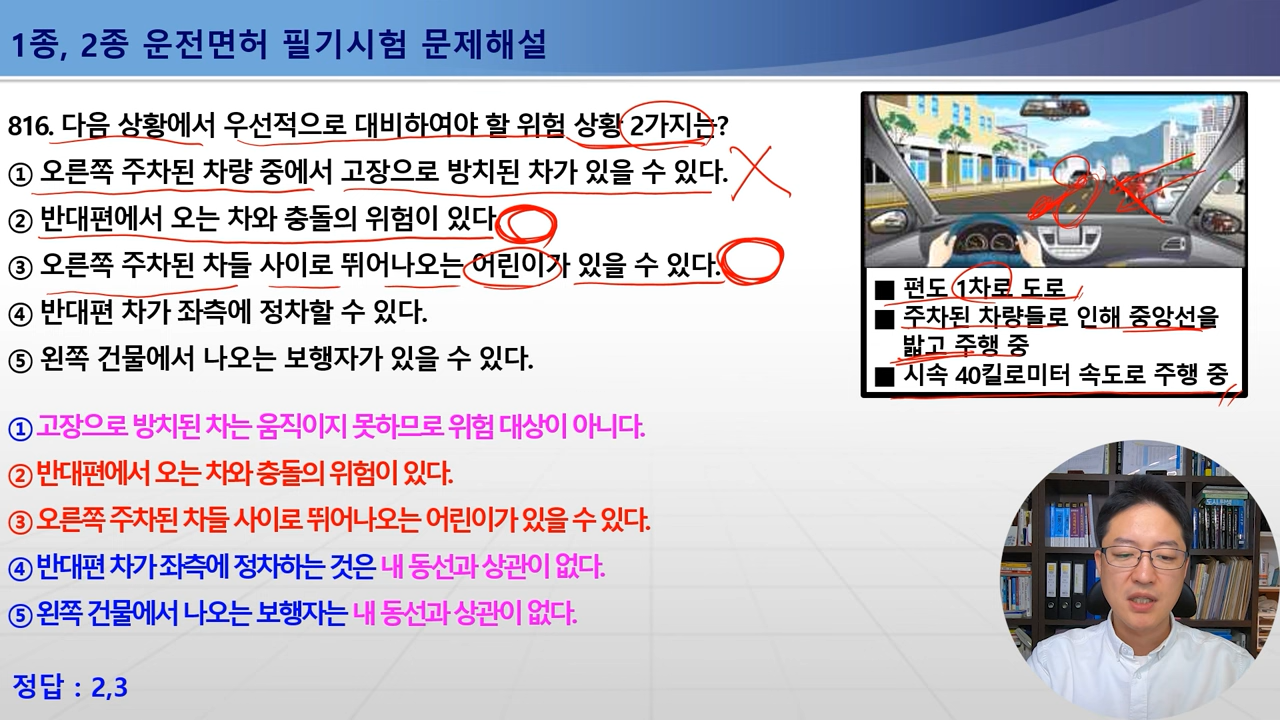 1종, 2종 운전면허 필기시험 문제해설
816. 다음 상황에서 우선적으로 대비하여야 할 위험 상황 2가지는?
① 오른쪽 주차된 차량 중에서 고장으로 방치된 차가 있을 수 있다.
② 반대편에서 오는 차와 충돌의 위험이 있다.
③ 오른쪽 주차된 차들 사이로 뛰어나오는 어린이가 있을 수 있다.
④ 반대편 차가 좌측에 정차할 수 있다.
⑤ 왼쪽 건물에서 나오는 보행자가 있을 수 있다.
■ 편도 1차로 도로
■ 주차된 차량들로 인해 중앙선을
밟고 주행 중
■ 시속 40킬로미터 속도로 주행 중
① 고장으로 방치된 차는 움직이지 못하므로 위험 대상이 아니다.
② 반대편에서 오는 차와 충돌의 위험이 있다.
③ 오른쪽 주차된 차들 사이로 뛰어나오는 어린이가 있을 수 있다.
④ 반대편 차가 좌측에 정차하는 것은 내 동선과 상관이 없다.
⑤ 왼쪽 건물에서 나오는 보행자는 내 동선과 상관이 없다.
정답 : 2,3